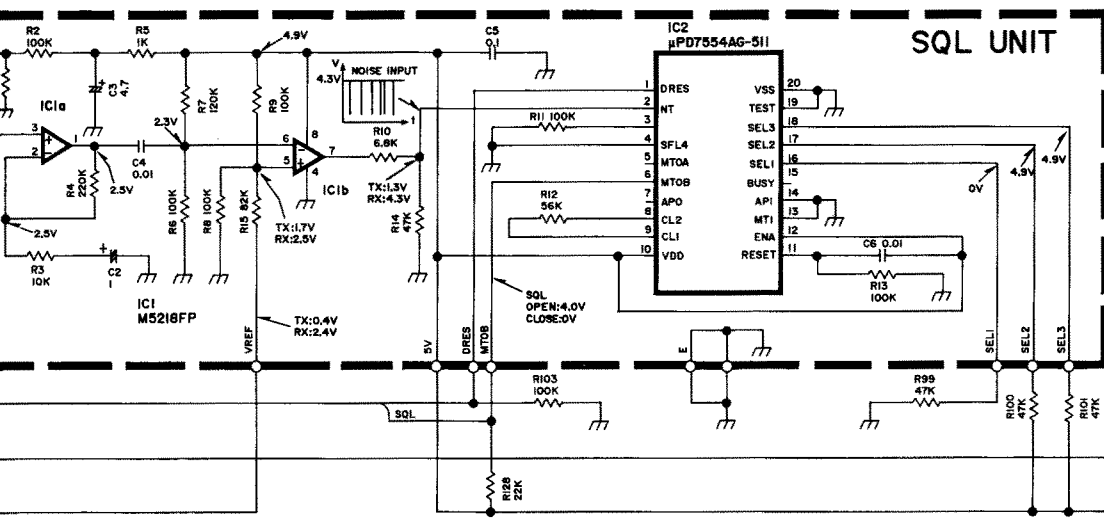 SQL UNIT
R2
100K
R5
1K
4.9V
C5
0.1
IC2
μPD7554AG-511
C3 4.7
R7
120K
R9
100K
V
4.3V
NOISE INPUT
t
IC1a
3
2
1
2.3V
C4
0.01
R4
220K
2.5V
2.5V
R3
10K
C2
1
IC1
M5218FP
R6 100K
R8 100K
R15 82K
6
5
8
4
7
IC1b
R10
6.8K
TX:1.3V
RX:4.3V
TX:1.7V
RX:2.5V
R14
47K
TX:0.4V
RX:2.4V
VREF
R11 100K
R12
56K
1 DRES
2 NT
3
4 SFL4
5 MTOA
6 MTOB
7 APO
8 CL2
9 CL1
10 VDD
VSS 20
TEST 19
SEL3 18
SEL2 17
SEL1 16
BUSY 15
API 14
MTI 13
ENA 12
RESET 11
C6 0.01
R13
100K
0V
4.9V
4.9V
SQL
OPEN:4.0V
CLOSE:0V
5V
DRES
MTOB
E
SEL1
SEL2
SEL3
R103
100K
SQL
R128
22K
R99
47K
R100
47K
R101
47K